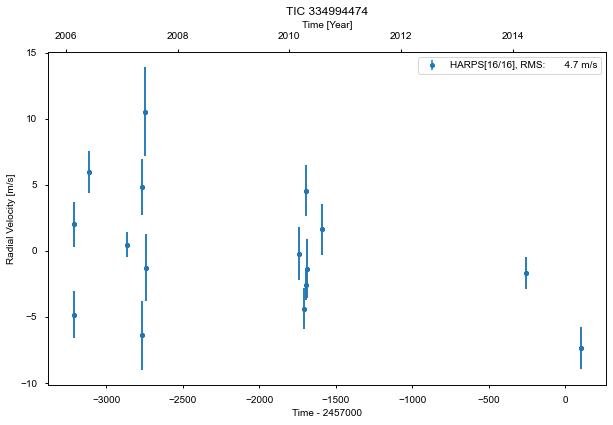 TIC 334994474
Time [Year]
2006 2008 2010 2012 2014
HARPS[16/16], RMS: 4.7 m/s
Radial Velocity [m/s]
15
10
5
0
−5
−10
−3000 −2500 −2000 −1500 −1000 −500 0
Time - 2457000